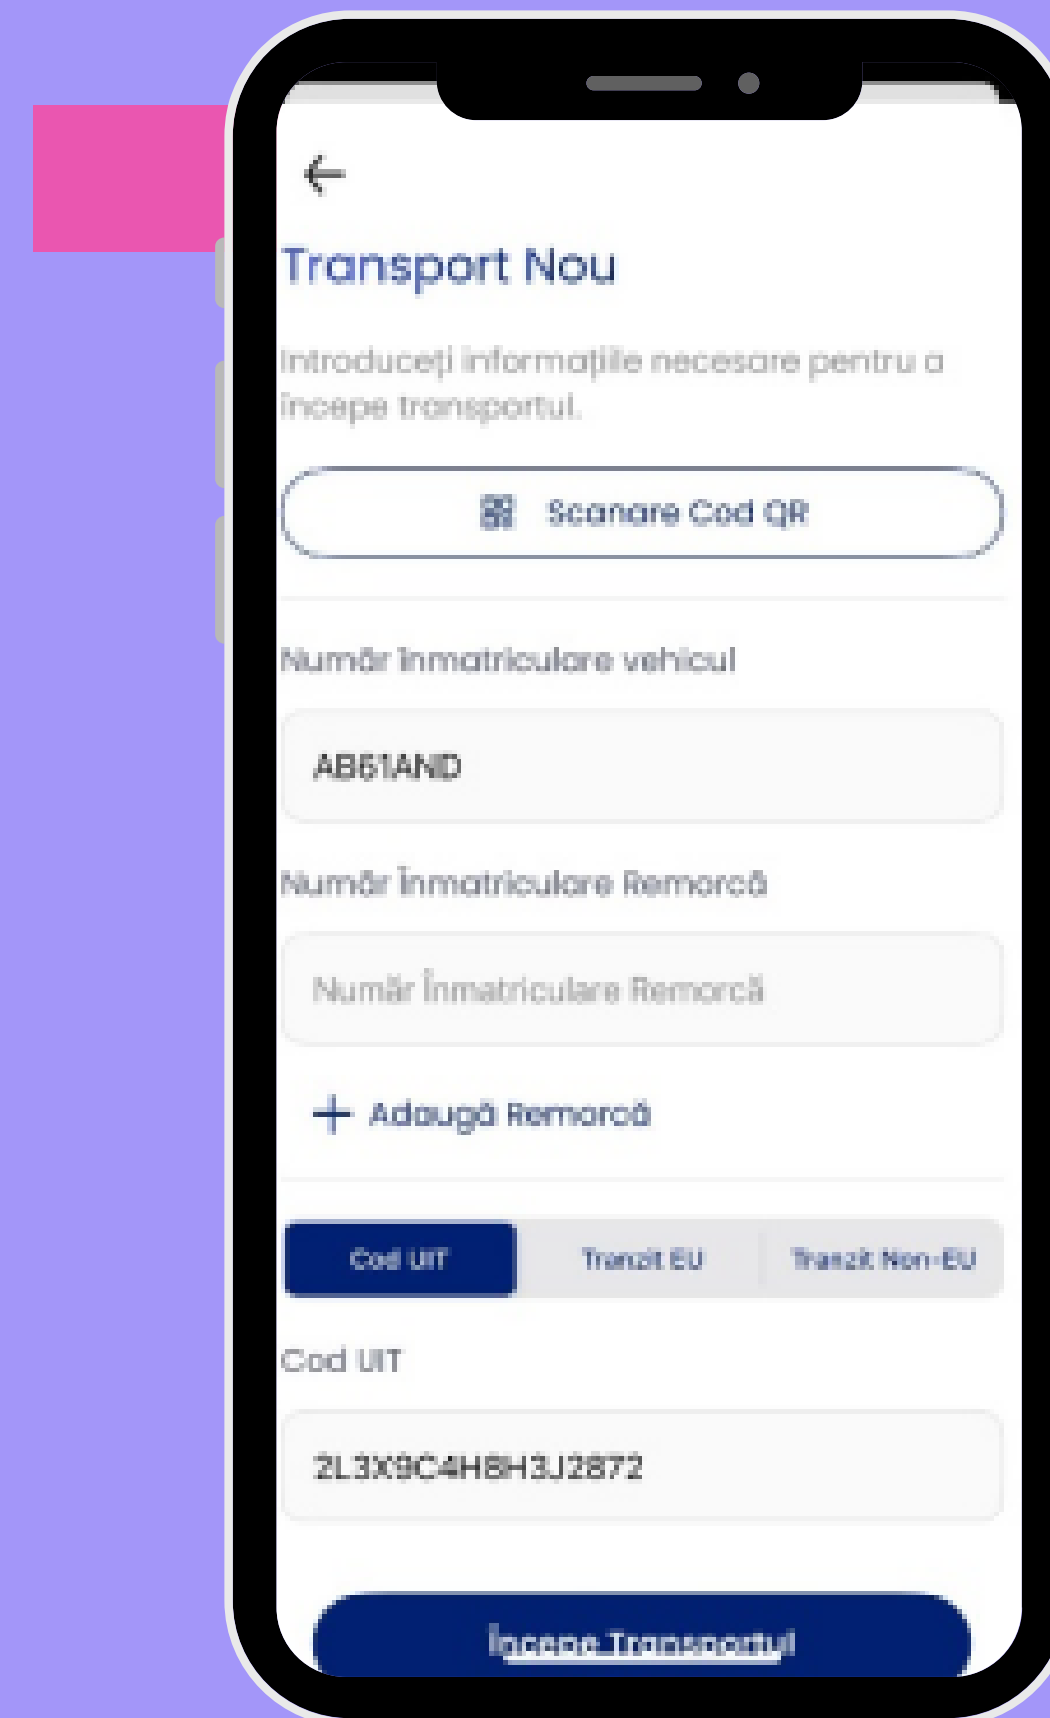 Transport Nou
Introduceți informațiile necesare pentru a
începe transportul.
Scanare Cod QR
Număr înmatriculare vehicul
AB61AND
Număr Înmatriculare Remorcă
Număr Înmatriculare Remorcă
+ Adaugă Remorcă
Cod UIT Tranzit EU Tranzit Non-EU
Cod UIT
2L3X9C4H8H3J2872
Începe Transportul